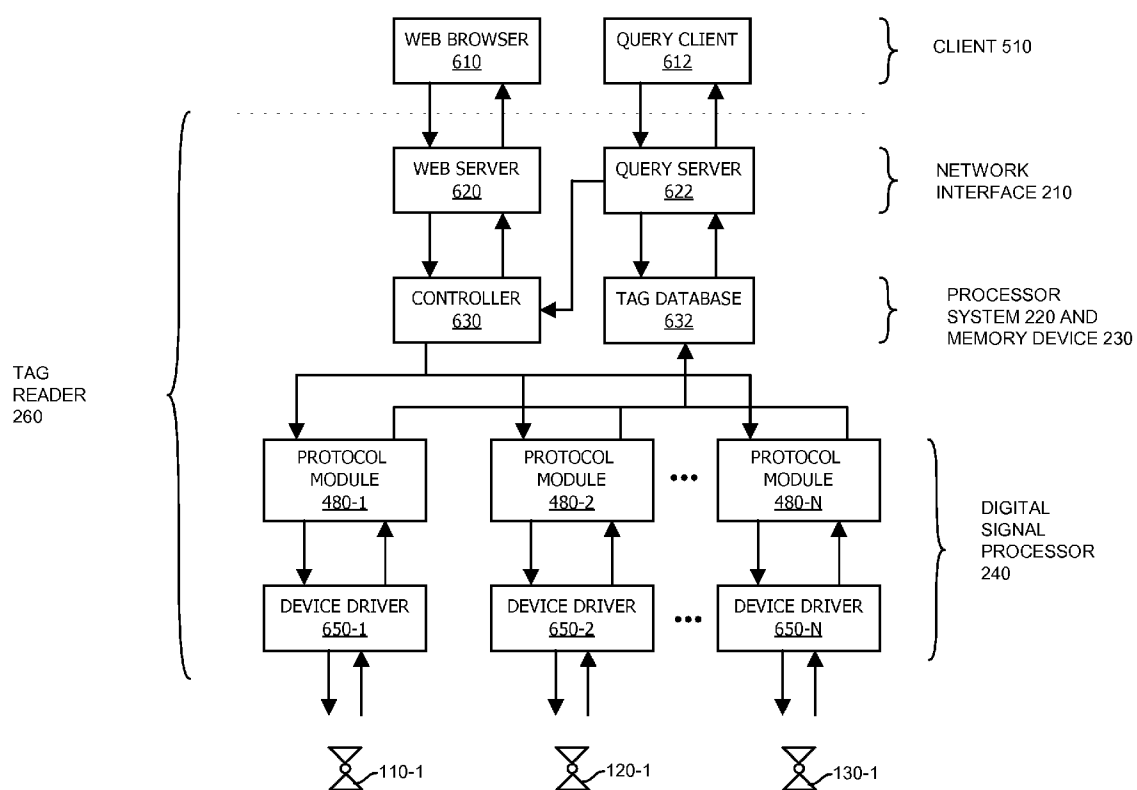 WEB BROWSER
610
QUERY CLIENT
612
CLIENT 510
WEB SERVER
620
QUERY SERVER
622
NETWORK
INTERFACE 210
CONTROLLER
630
TAG DATABASE
632
PROCESSOR
SYSTEM 220 AND
MEMORY DEVICE 230
TAG
READER
260
PROTOCOL
MODULE
480-1
PROTOCOL
MODULE
480-2
•••
PROTOCOL
MODULE
480-N
DIGITAL
SIGNAL
PROCESSOR
240
DEVICE DRIVER
650-1
DEVICE DRIVER
650-2
•••
DEVICE DRIVER
650-N
110-1
120-1
130-1